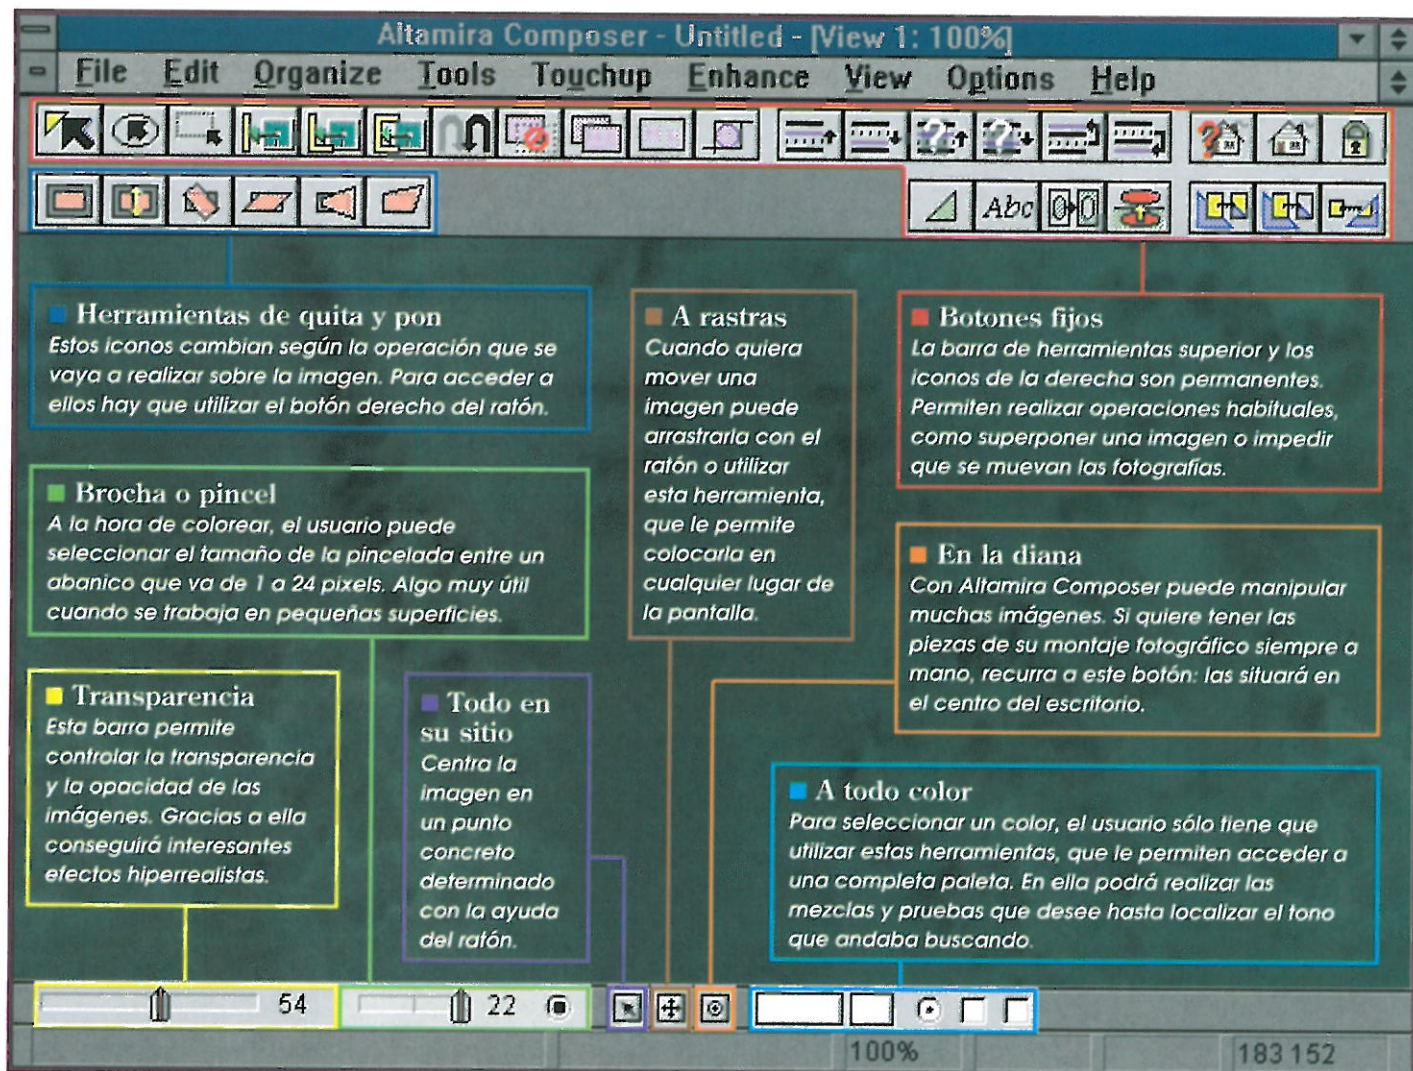 Altamira Composer - Untitled - [View 1: 100%]
File Edit Organize Tools Touchup Enhance View Options Help
Abc
Herramientas de quita y pon
Estos iconos cambian según la operación que se
vaya a realizar sobre la imagen. Para acceder a
ellos hay que utilizar el botón derecho del ratón.
A rastras
Cuando quiera
mover una
imagen puede
arrastrarla con el
ratón o utilizar
esta herramienta,
que le permite
colocarla en
cualquier lugar de
la pantalla.
Botones fijos
La barra de herramientas superior y los
iconos de la derecha son permanentes.
Permiten realizar operaciones habituales,
como superponer una imagen o impedir
que se muevan las fotografías.
Brocha o pincel
A la hora de colorear, el usuario puede
seleccionar el tamaño de la pincelada entre un
abanico que va de 1 a 24 pixels. Algo muy útil
cuando se trabaja en pequeñas superficies.
En la diana
Con Altamira Composer puede manipular
muchas imágenes. Si quiere tener las
piezas de su montaje fotográfico siempre a
mano, recurra a este botón: las situará en
el centro del escritorio.
Transparencia
Esta barra permite
controlar la transparencia
y la opacidad de las
imágenes. Gracias a ella
conseguirá interesantes
efectos hiperrealistas.
Todo en
su sitio
Centra la
imagen en
un punto
concreto
determinado
con la ayuda
del ratón.
A todo color
Para seleccionar un color, el usuario sólo tiene que
utilizar estas herramientas, que le permiten acceder a
una completa paleta. En ella podrá realizar las
mezclas y pruebas que desee hasta localizar el tono
que andaba buscando.
54
22
100%
183 152